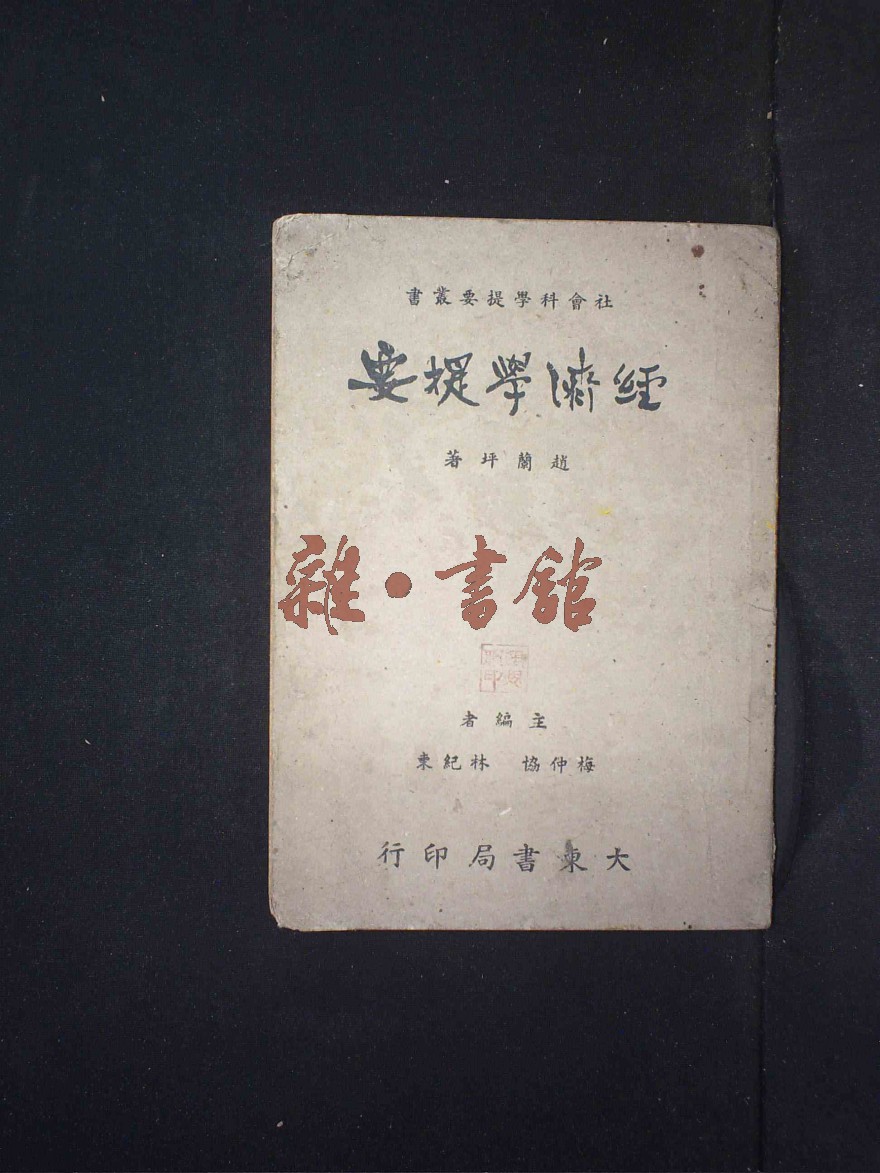 社會科學提要叢書
經濟學提要
趙蘭坪著
雜·書館
主編者
梅仲協 林紀東
大東書局印行